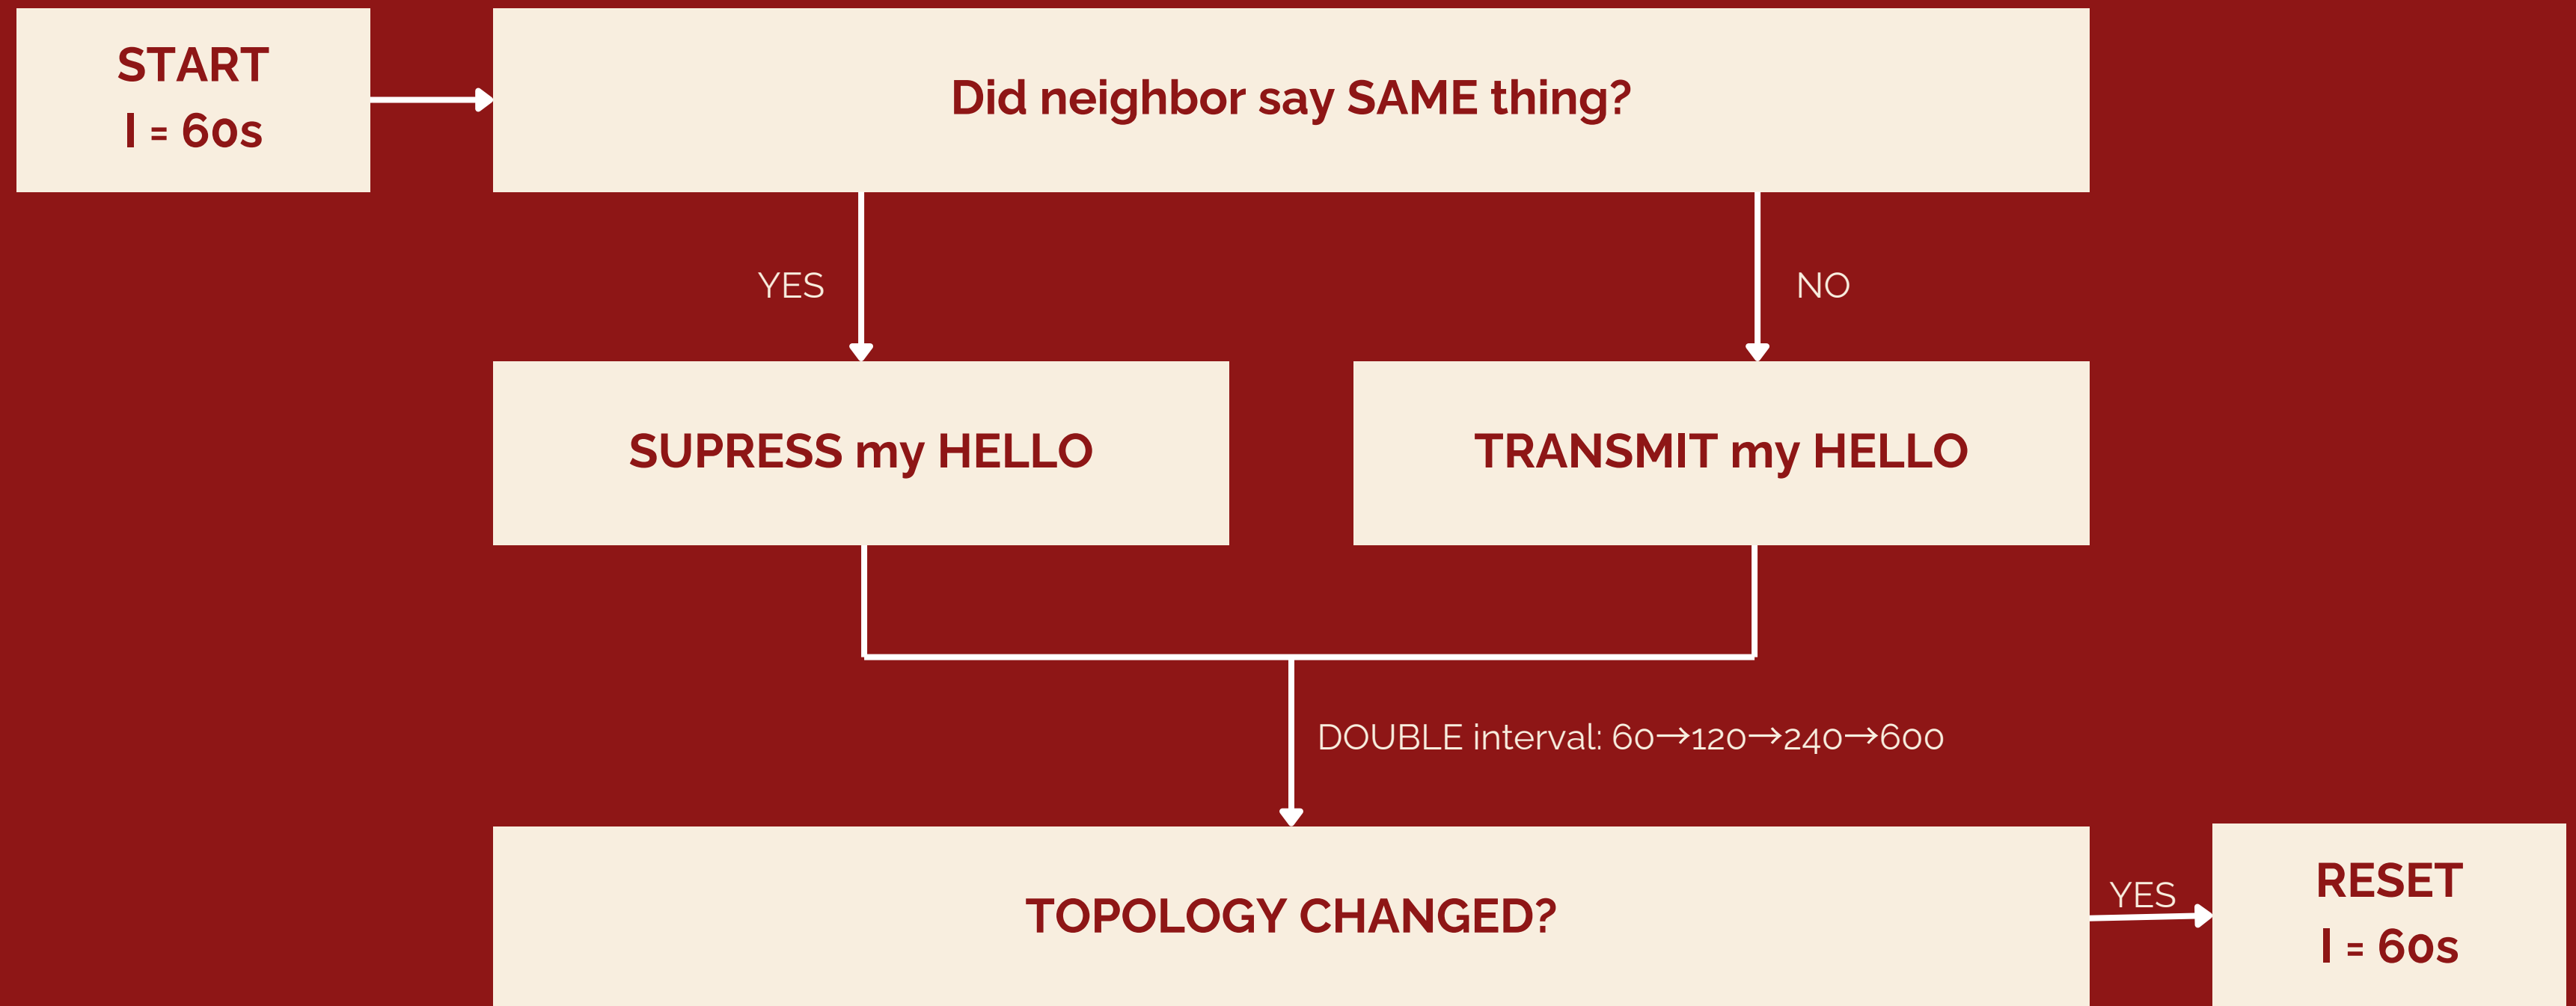 START
I = 60s
Did neighbor say SAME thing?
YES
NO
SUPRESS my HELLO
TRANSMIT my HELLO
DOUBLE interval: 60→120→240→600
TOPOLOGY CHANGED?
YES
RESET
I = 60s